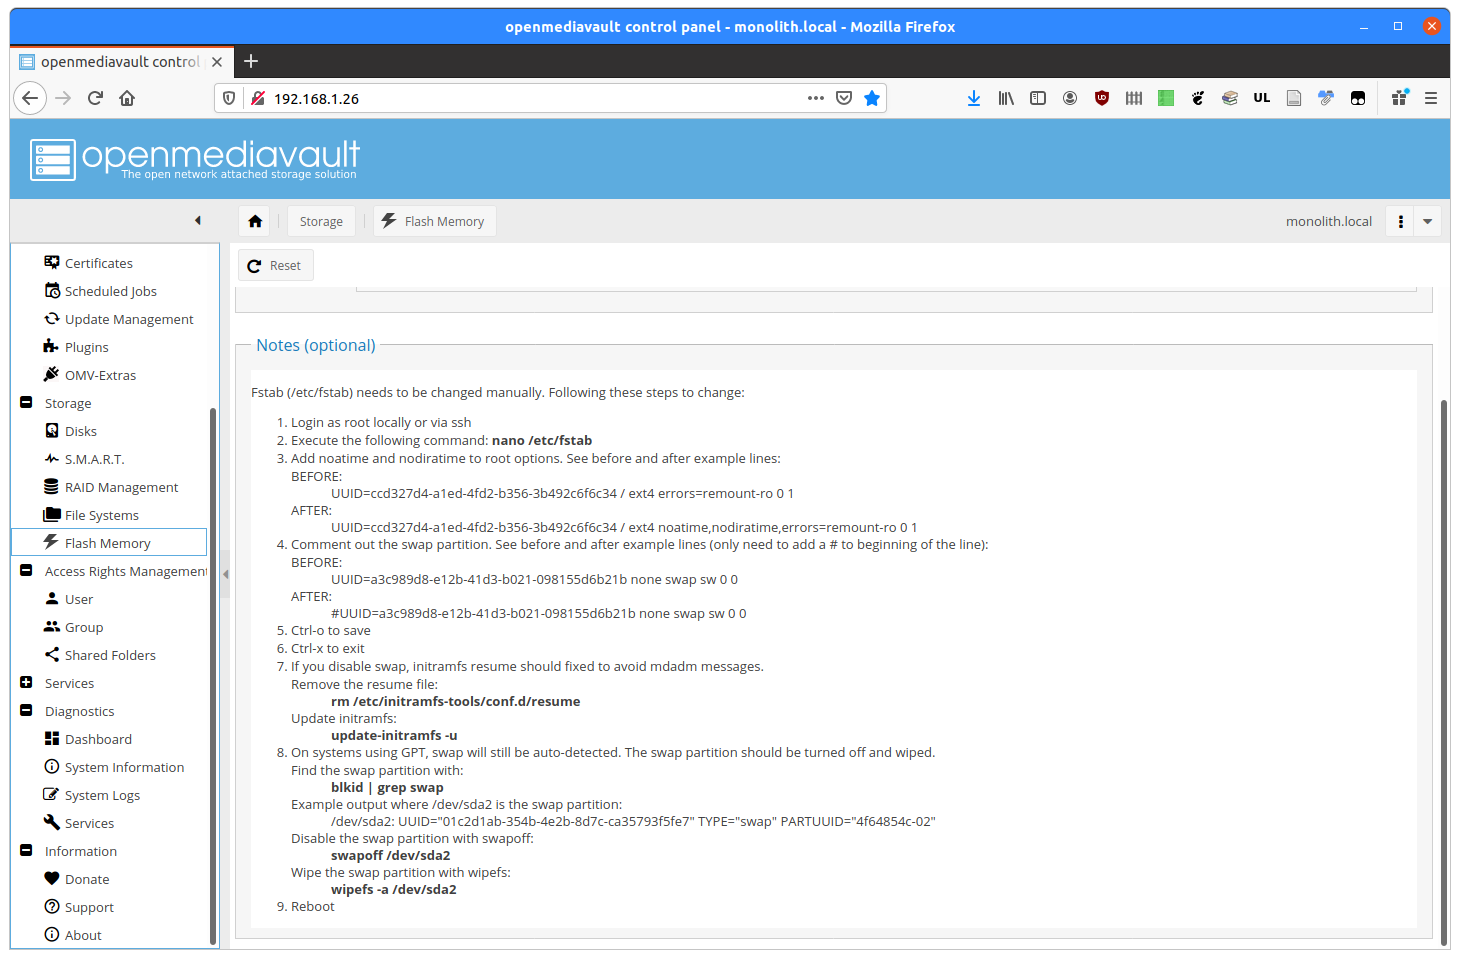 openmediavault control panel - monolith.local - Mozilla Firefox
openmediavault control
192.168.1.26
UL
openmediavault
The open network attached storage solution
Storage
Flash Memory
monolith.local
Reset
Certificates
Scheduled Jobs
Update Management
Plugins
OMV-Extras
Storage
Disks
S.M.A.R.T.
RAID Management
File Systems
Flash Memory
Access Rights Management
User
Group
Shared Folders
Services
Diagnostics
Dashboard
System Information
System Logs
Services
Information
Donate
Support
About
Notes (optional)
Fstab (/etc/fstab) needs to be changed manually. Following these steps to change:
1. Login as root locally or via ssh
2. Execute the following command: nano /etc/fstab
3. Add noatime and nodiratime to root options. See before and after example lines:
BEFORE:
UUID=ccd327d4-a1ed-4fd2-b356-3b492c6f6c34 / ext4 errors=remount-ro 0 1
AFTER:
UUID=ccd327d4-a1ed-4fd2-b356-3b492c6f6c34 / ext4 noatime,nodiratime,errors=remount-ro 0 1
4. Comment out the swap partition. See before and after example lines (only need to add a # to beginning of the line):
BEFORE:
UUID=a3c989d8-e12b-41d3-b021-098155d6b21b none swap sw 0 0
AFTER:
#UUID=a3c989d8-e12b-41d3-b021-098155d6b21b none swap sw 0 0
5. Ctrl-o to save
6. Ctrl-x to exit
7. If you disable swap, initramfs resume should fixed to avoid mdadm messages.
Remove the resume file:
rm /etc/initramfs-tools/conf.d/resume
Update initramfs:
update-initramfs -u
8. On systems using GPT, swap will still be auto-detected. The swap partition should be turned off and wiped.
Find the swap partition with:
blkid | grep swap
Example output where /dev/sda2 is the swap partition:
/dev/sda2: UUID="01c2d1ab-354b-4e2b-8d7c-ca35793f5fe7" TYPE="swap" PARTUUID="4f64854c-02"
Disable the swap partition with swapoff:
swapoff /dev/sda2
Wipe the swap partition with wipefs:
wipefs -a /dev/sda2
9. Reboot